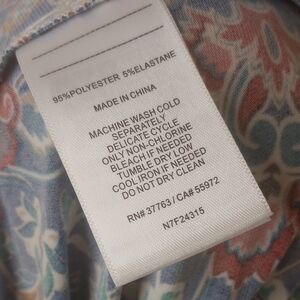 95%POLYESTER 5%ELASTANE
MADE IN CHINA
MACHINE WASH COLD
SEPARATELY
DELICATE CYCLE
ONLY NON-CHLORINE
BLEACH IF NEEDED
TUMBLE DRY LOW
COOL IRON IF NEEDED
DO NOT DRY CLEAN
RN# 37763 / CA# 55972
N7F24315